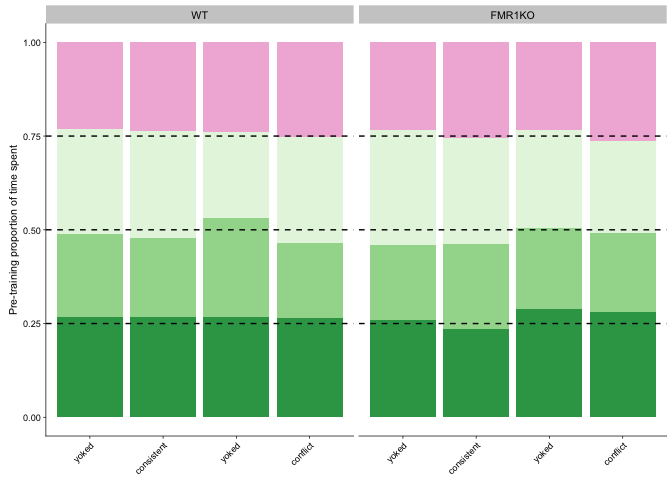 WT
FMR1KO
Pre-training proportion of time spent
1.00
0.75
0.50
0.25
0.00
yoked
consistent
yoked
conflict
yoked
consistent
yoked
conflict